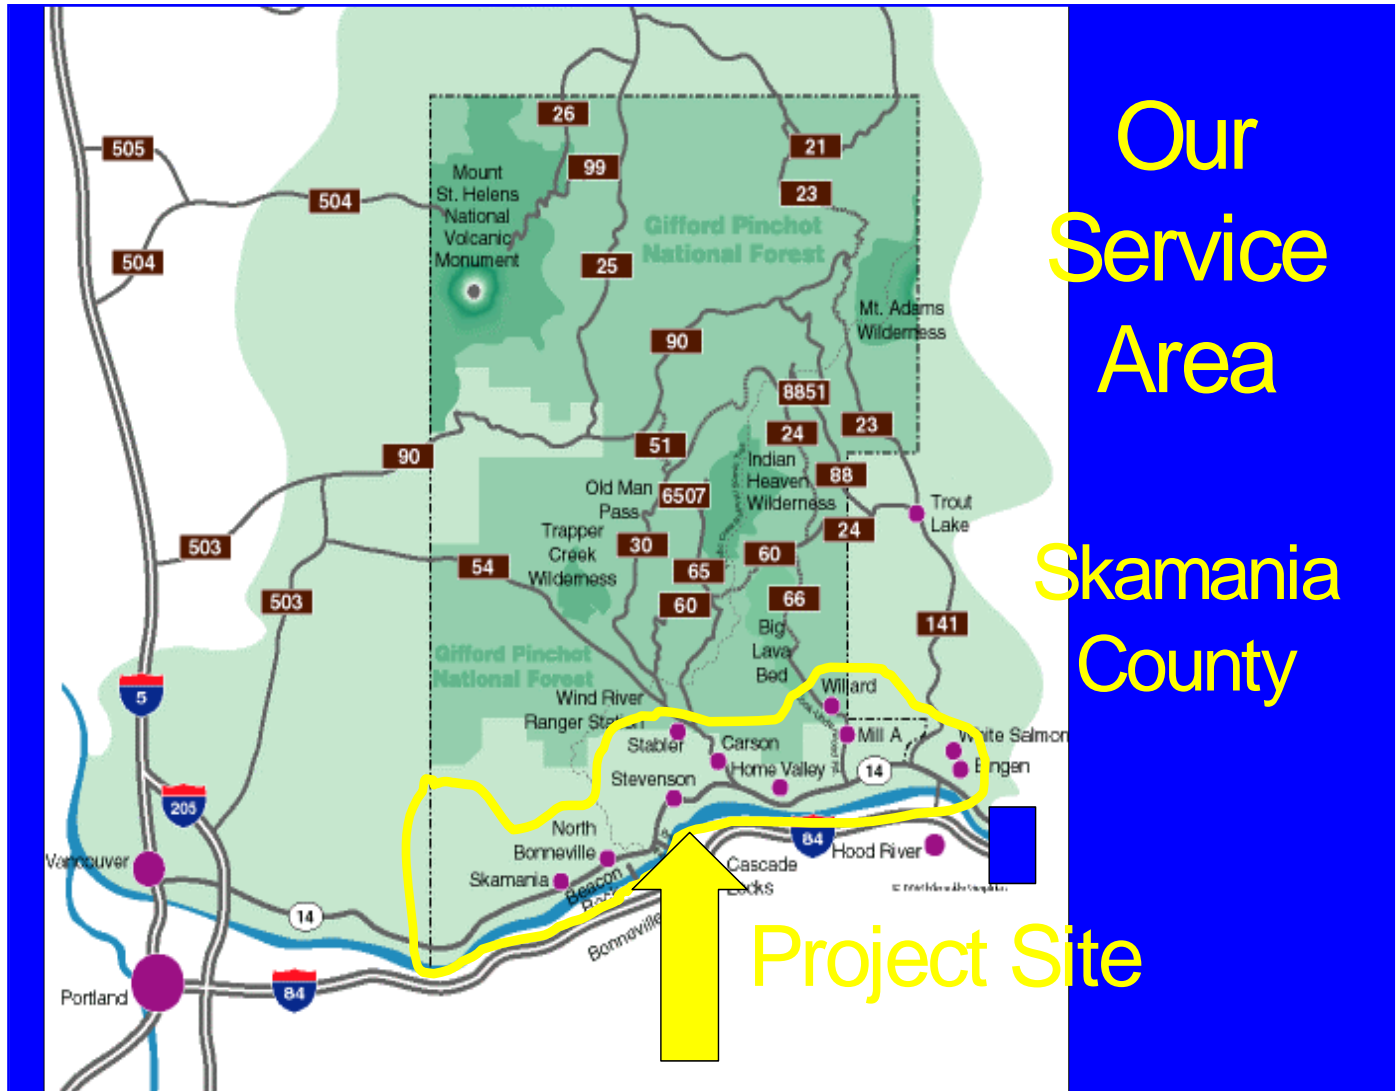 Our
Service
Area
Skamania
County
Project Site
26
505
99
21
Mount
St. Helens
National
Volcanic
Monument
23
504
Gifford Pinchot
National Forest
504
25
Mt. Adams
Wilderness
90
8851
23
24
51
90
Indian
Heaven
Wilderness
88
Old Man
Pass
6507
Trout
Lake
24
Trapper
Creek
Wilderness
30
60
503
54
65
503
60
66
141
Big
Lava
Bed
Gifford Pinchot
National Forest
Willard
5
Wind River
Ranger Station
Stabler
Carson
Mill A
White Salmon
Bingen
Home Valley
14
Stevenson
205
North
Bonneville
84
Hood River
Vancouver
Cascade
Locks
Skamania
Beacon
Rock
14
Bonneville
Portland
84